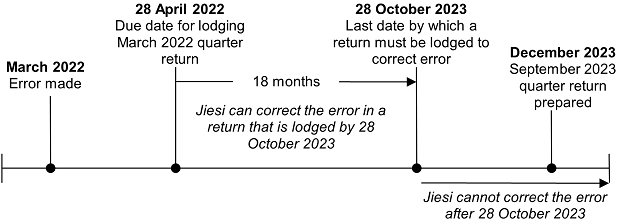 28 April 2022
Due date for lodging
March 2022 quarter
return
28 October 2023
Last date by which a
return must be lodged to
correct error
December 2023
September 2023
quarter return
prepared
March 2022
Error made
18 months
Jiesi can correct the error in a
return that is lodged by 28
October 2023
Jiesi cannot correct the error
after 28 October 2023